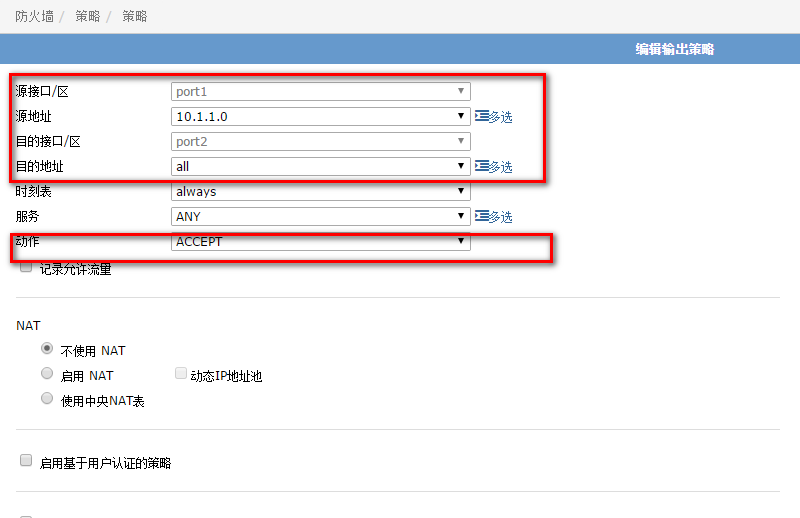 防火墙 / 策略 / 策略
编辑输出策略
源接口/区 port1
源地址 10.1.1.0 多选
目的接口/区 port2
目的地址 all 多选
时刻表 always
服务 ANY 多选
动作 ACCEPT
记录允许流量
NAT
不使用 NAT
启用 NAT 动态IP地址池
使用中央NAT表
启用基于用户认证的策略